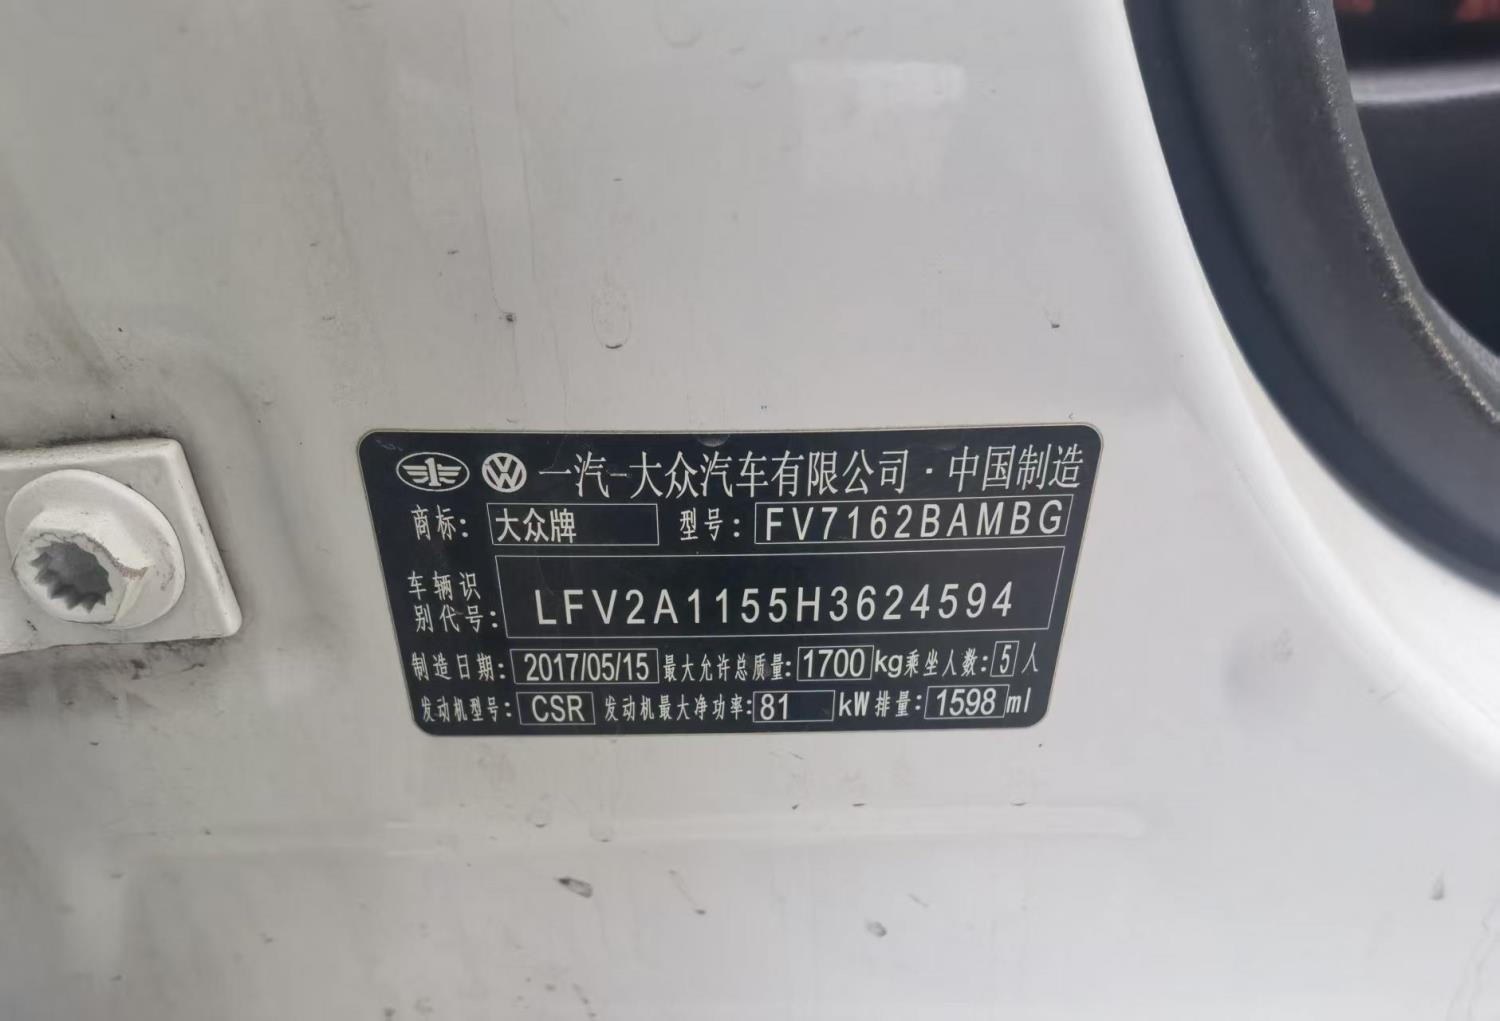 一汽-大众汽车有限公司·中国制造
商标: 大众牌 型号: FV7162BAMBG
车辆识别代号: LFV2A1155H3624594
制造日期: 2017/05/15 最大允许总质量: 1700kg 乘坐人数: 5 人
发动机型号: CSR 发动机最大净功率: 81 kW 排量: 1598 ml